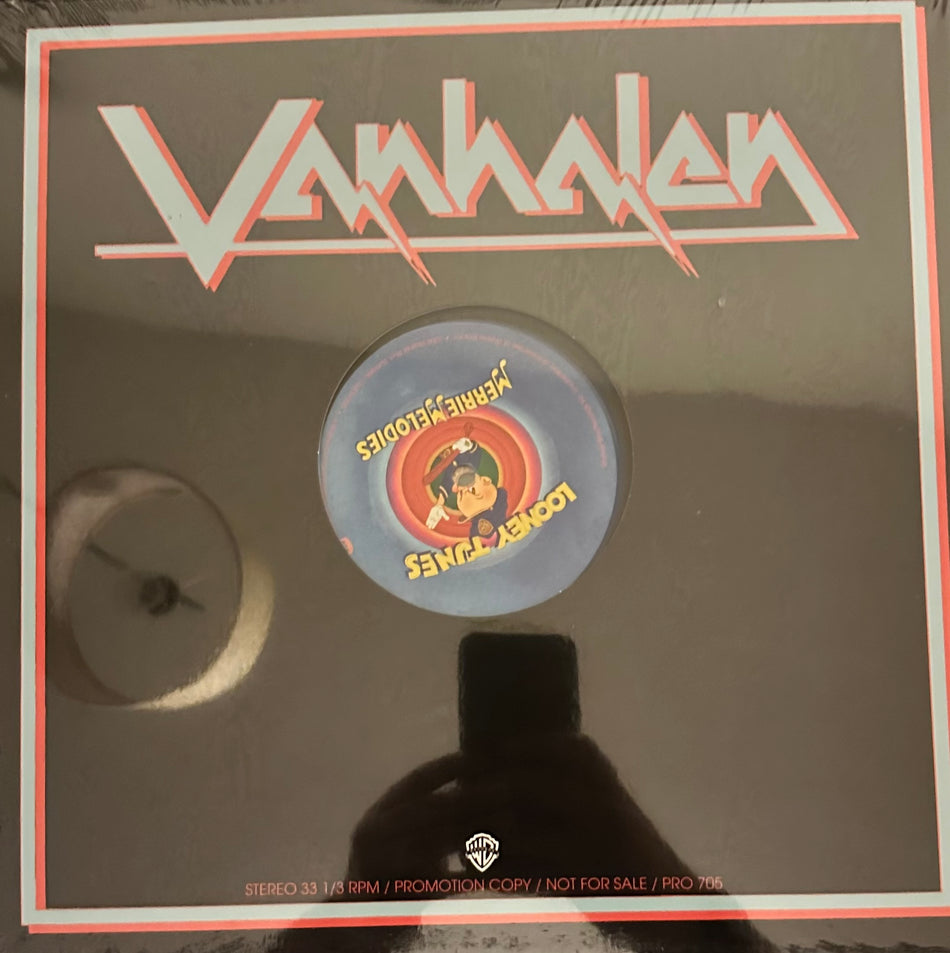 Vanhalen
MERRIE MELODIES
LOONEY TUNES
STEREO 33 1/3 RPM / PROMOTION COPY / NOT FOR SALE / PRO 705